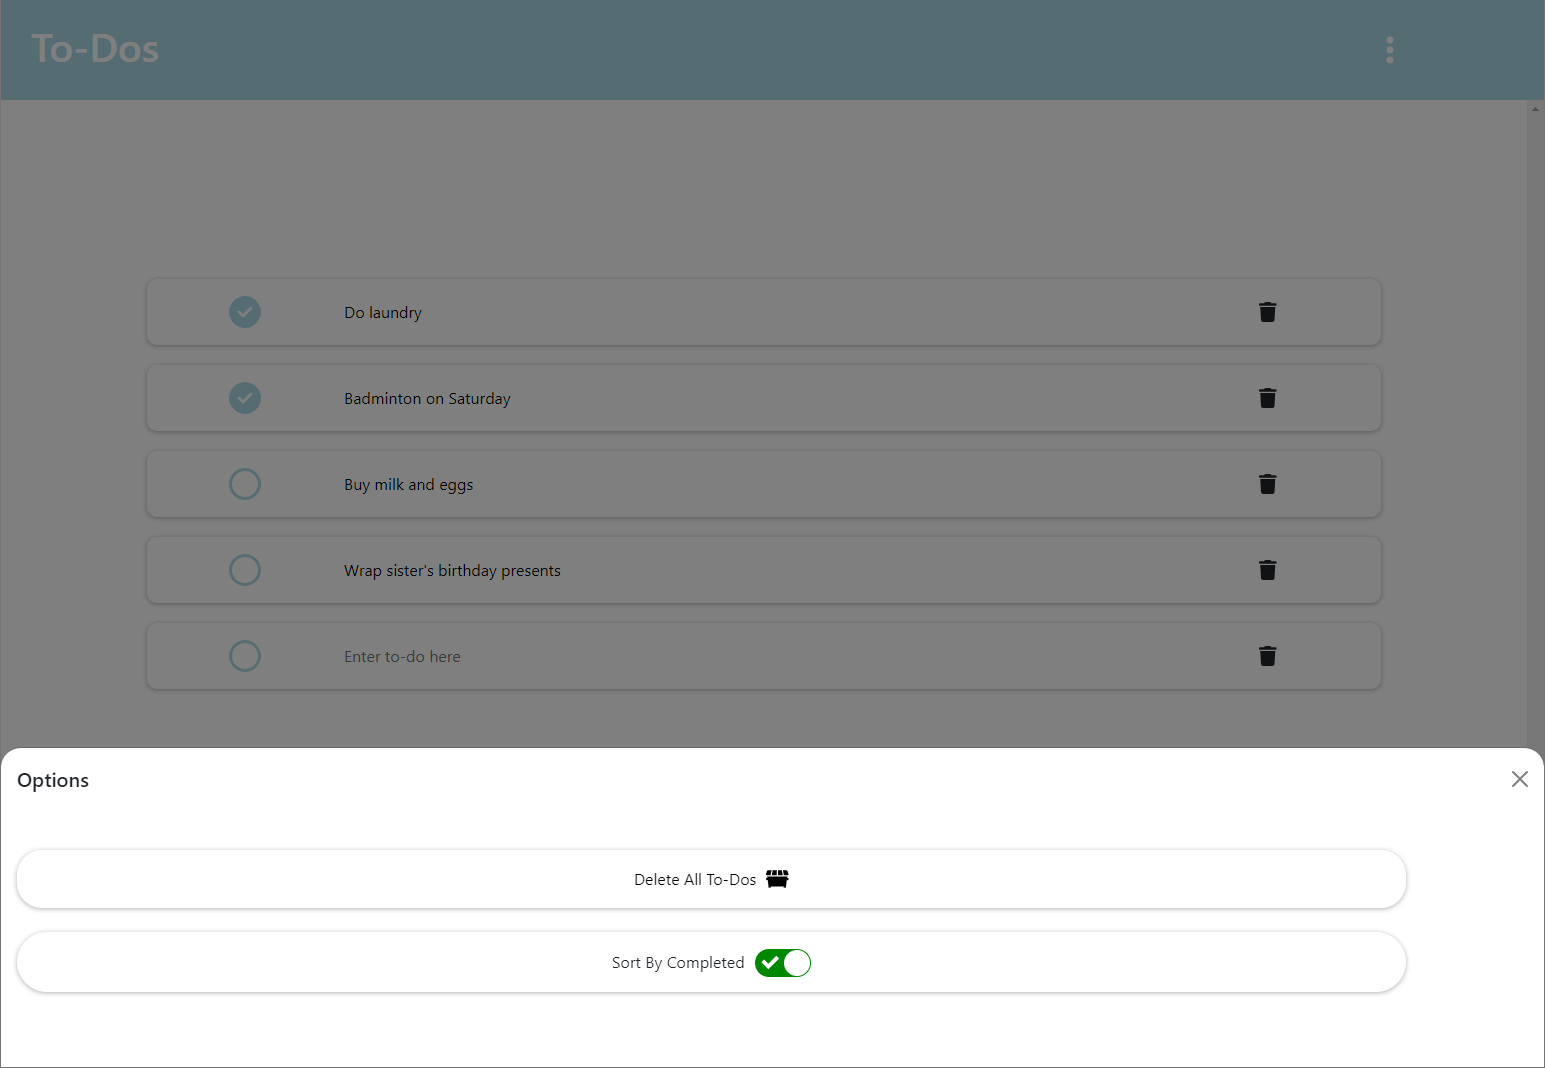 To-Dos
Do laundry
Badminton on Saturday
Buy milk and eggs
Wrap sister's birthday presents
Enter to-do here
Options
Delete All To-Dos
Sort By Completed